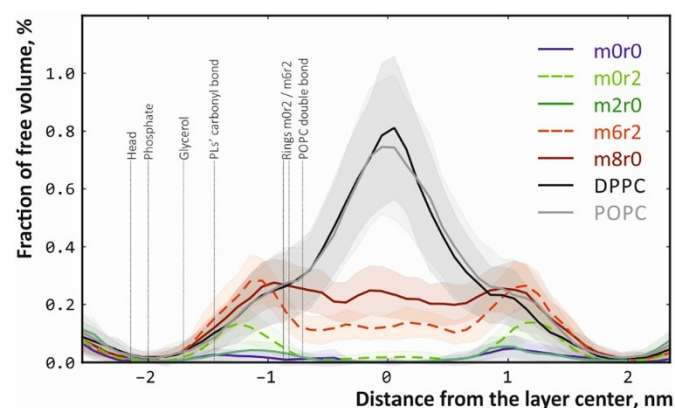 Fraction of free volume, %
1.0
0.8
0.6
0.4
0.2
0.0
Head
Phosphate
Glycerol
PLs' carbonyl bond
Rings m0r2 / m6r2
POPC double bond
m0r0
m0r2
m2r0
m6r2
m8r0
DPPC
POPC
−2
−1
0
1
2
Distance from the layer center, nm